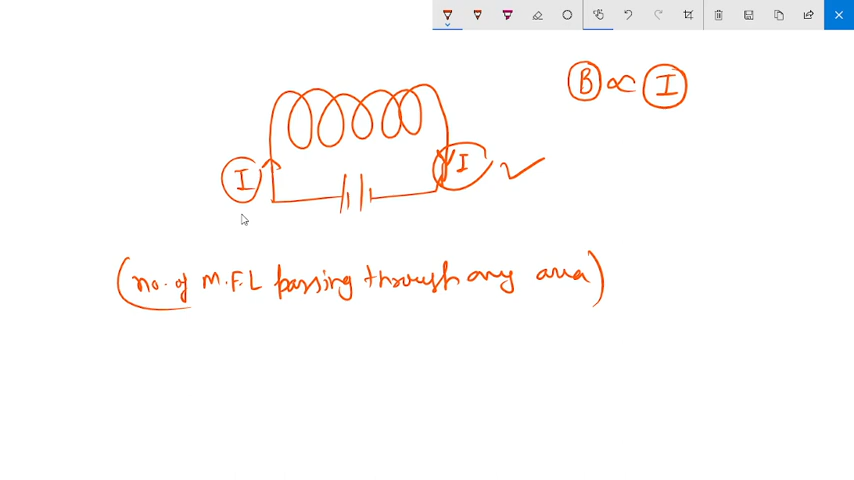 B ∝ I
I
I
(no. of M.F.L passing through any area)